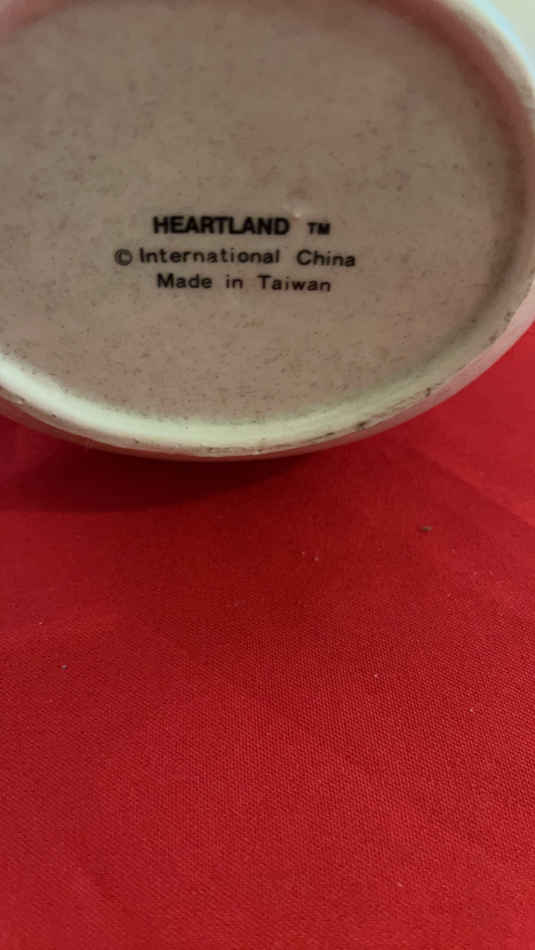 HEARTLAND TM
© International China
Made in Taiwan